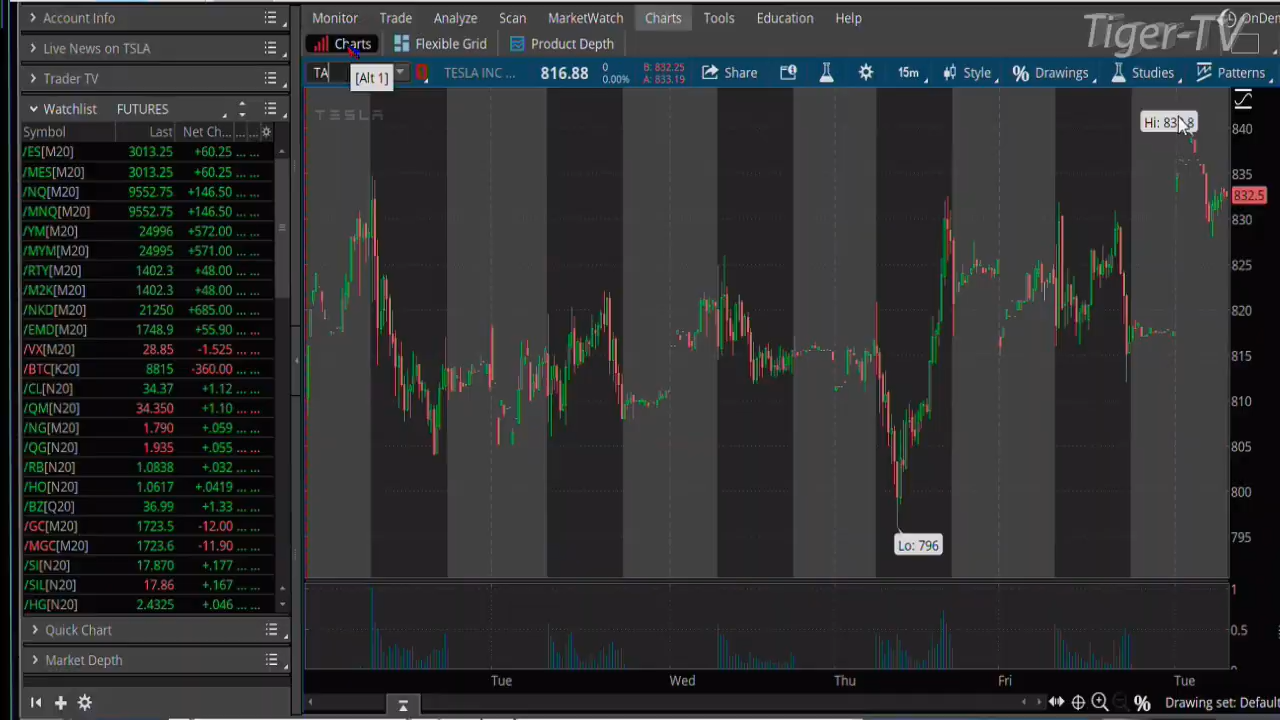 Account Info
Live News on TSLA
Trader TV
Watchlist FUTURES
Symbol Last Net Ch... ... ...
/ES[M20] 3013.25 +60.25 ... ...
/MES[M20] 3013.25 +60.25 ... ...
/NQ[M20] 9552.75 +146.50 ... ...
/MNQ[M20] 9552.75 +146.50 ... ...
/YM[M20] 24996 +572.00 ... ...
/MYM[M20] 24995 +571.00 ... ...
/RTY[M20] 1402.3 +48.00 ... ...
/M2K[M20] 1402.3 +48.00 ... ...
/NKD[M20] 21250 +685.00 ... ...
/EMD[M20] 1748.9 +55.90 ... ...
/VX[M20] 28.85 -1.525 ... ...
/BTC[K20] 8815 -360.00 ... ...
/CL[N20] 34.37 +1.12 ... ...
/QM[N20] 34.350 +1.10 ... ...
/NG[M20] 1.790 +.059 ... ...
/QG[N20] 1.935 +.055 ... ...
/RB[N20] 1.0838 +.032 ... ...
/HO[N20] 1.0617 +.0419 ... ...
/BZ[Q20] 36.99 +1.33 ... ...
/GC[M20] 1723.5 -12.00 ... ...
/MGC[M20] 1723.6 -11.90 ... ...
/SI[N20] 17.870 +.177 ... ...
/SIL[N20] 17.86 +.167 ... ...
/HG[N20] 2.4325 +.046 ... ...
Quick Chart
Market Depth
Monitor Trade Analyze Scan MarketWatch Charts Tools Education Help
Tiger-TV
Charts Flexible Grid Product Depth
TA TESLA INC ... 816.88 0 B: 832.25
0.00% A: 833.19
Share 15m Style % Drawings Studies Patterns
[Alt 1]
TESLA
840
835
832.5
830
825
820
815
810
805
800
795
Lo: 796
1
0.5
0
Tue Wed Thu Fri Tue
% Drawing set: Defaul